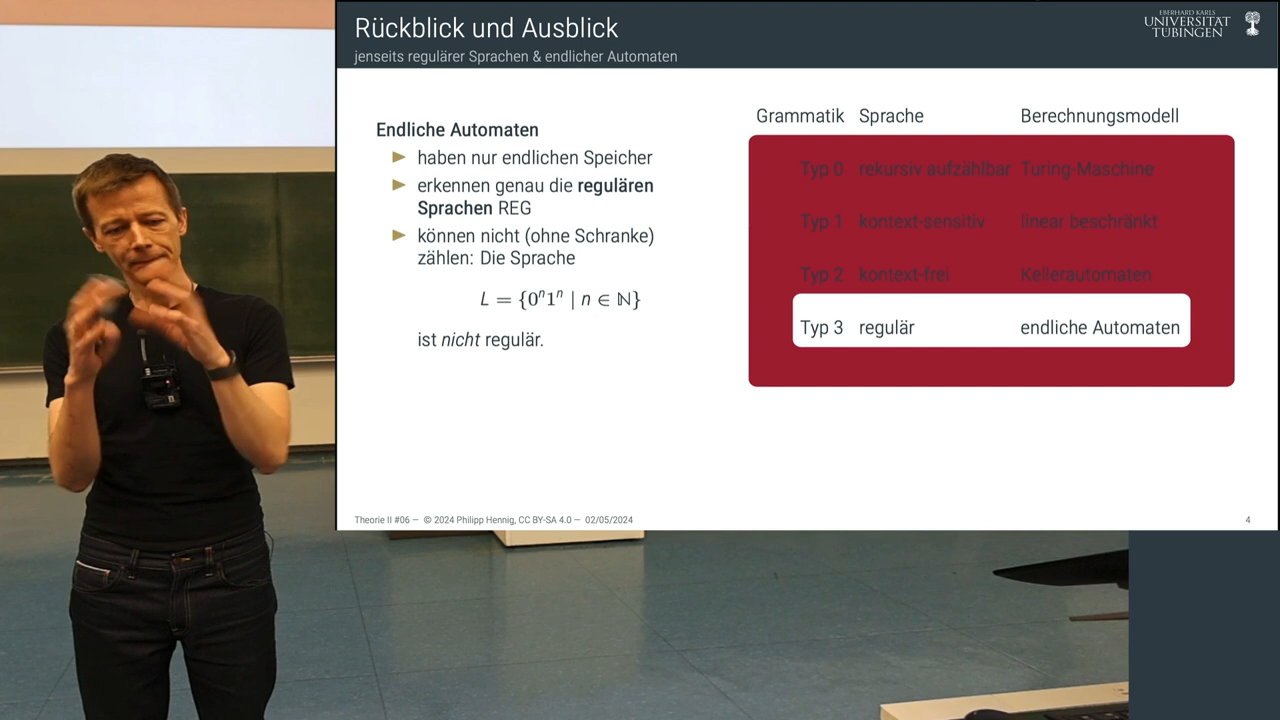 Rückblick und Ausblick
jenseits regulärer Sprachen & endlicher Automaten
EBERHARD KARLS
UNIVERSITÄT
TÜBINGEN
Endliche Automaten
haben nur endlichen Speicher
erkennen genau die regulären
Sprachen REG
können nicht (ohne Schranke)
zählen: Die Sprache
L = {0ⁿ1ⁿ | n ∈ ℕ}
ist nicht regulär.
Grammatik Sprache Berechnungsmodell
Typ 0 rekursiv aufzählbar Turing-Maschine
Typ 1 kontext-sensitiv linear beschränkt
Typ 2 kontext-frei Kellerautomaten
Typ 3 regulär endliche Automaten
Theorie II #06 — © 2024 Philipp Hennig, CC BY-SA 4.0 — 02/05/2024 4